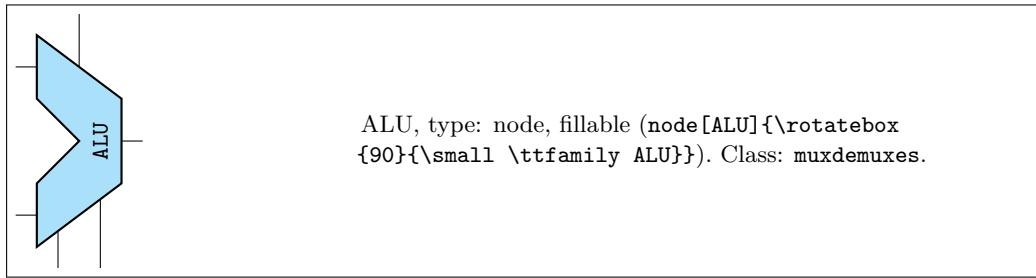 ALU
ALU, type: node, fillable (node[ALU]{\rotatebox
{90}{\small \ttfamily ALU}}). Class: muxdemuxes.